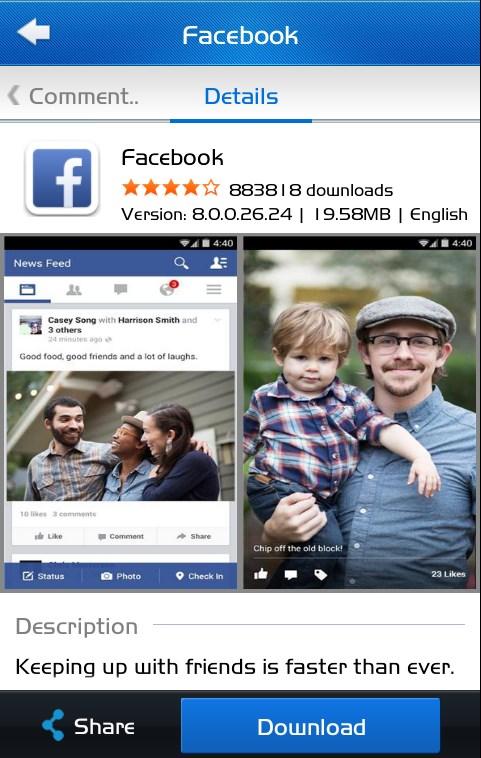 Facebook
Comment..
Details
Facebook
883818 downloads
Version: 8.0.0.26.24 | 19.58MB | English
4:40
News Feed
3
Casey Song with Harrison Smith and
3 others
24 minutes ago
Good food, good friends and a lot of laughs.
10 likes 3 comments
Like Comment Share
Status Photo Check In
4:40
Chip off the old block!
23 Likes
Description
Keeping up with friends is faster than ever.
Share
Download